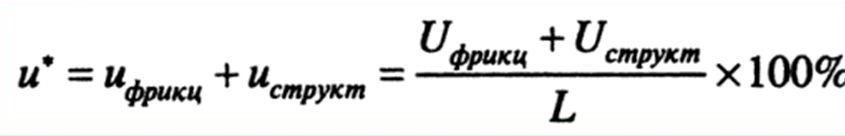 u* = u_фрикц + u_структ = (U_фрикц + U_структ) / L × 100%